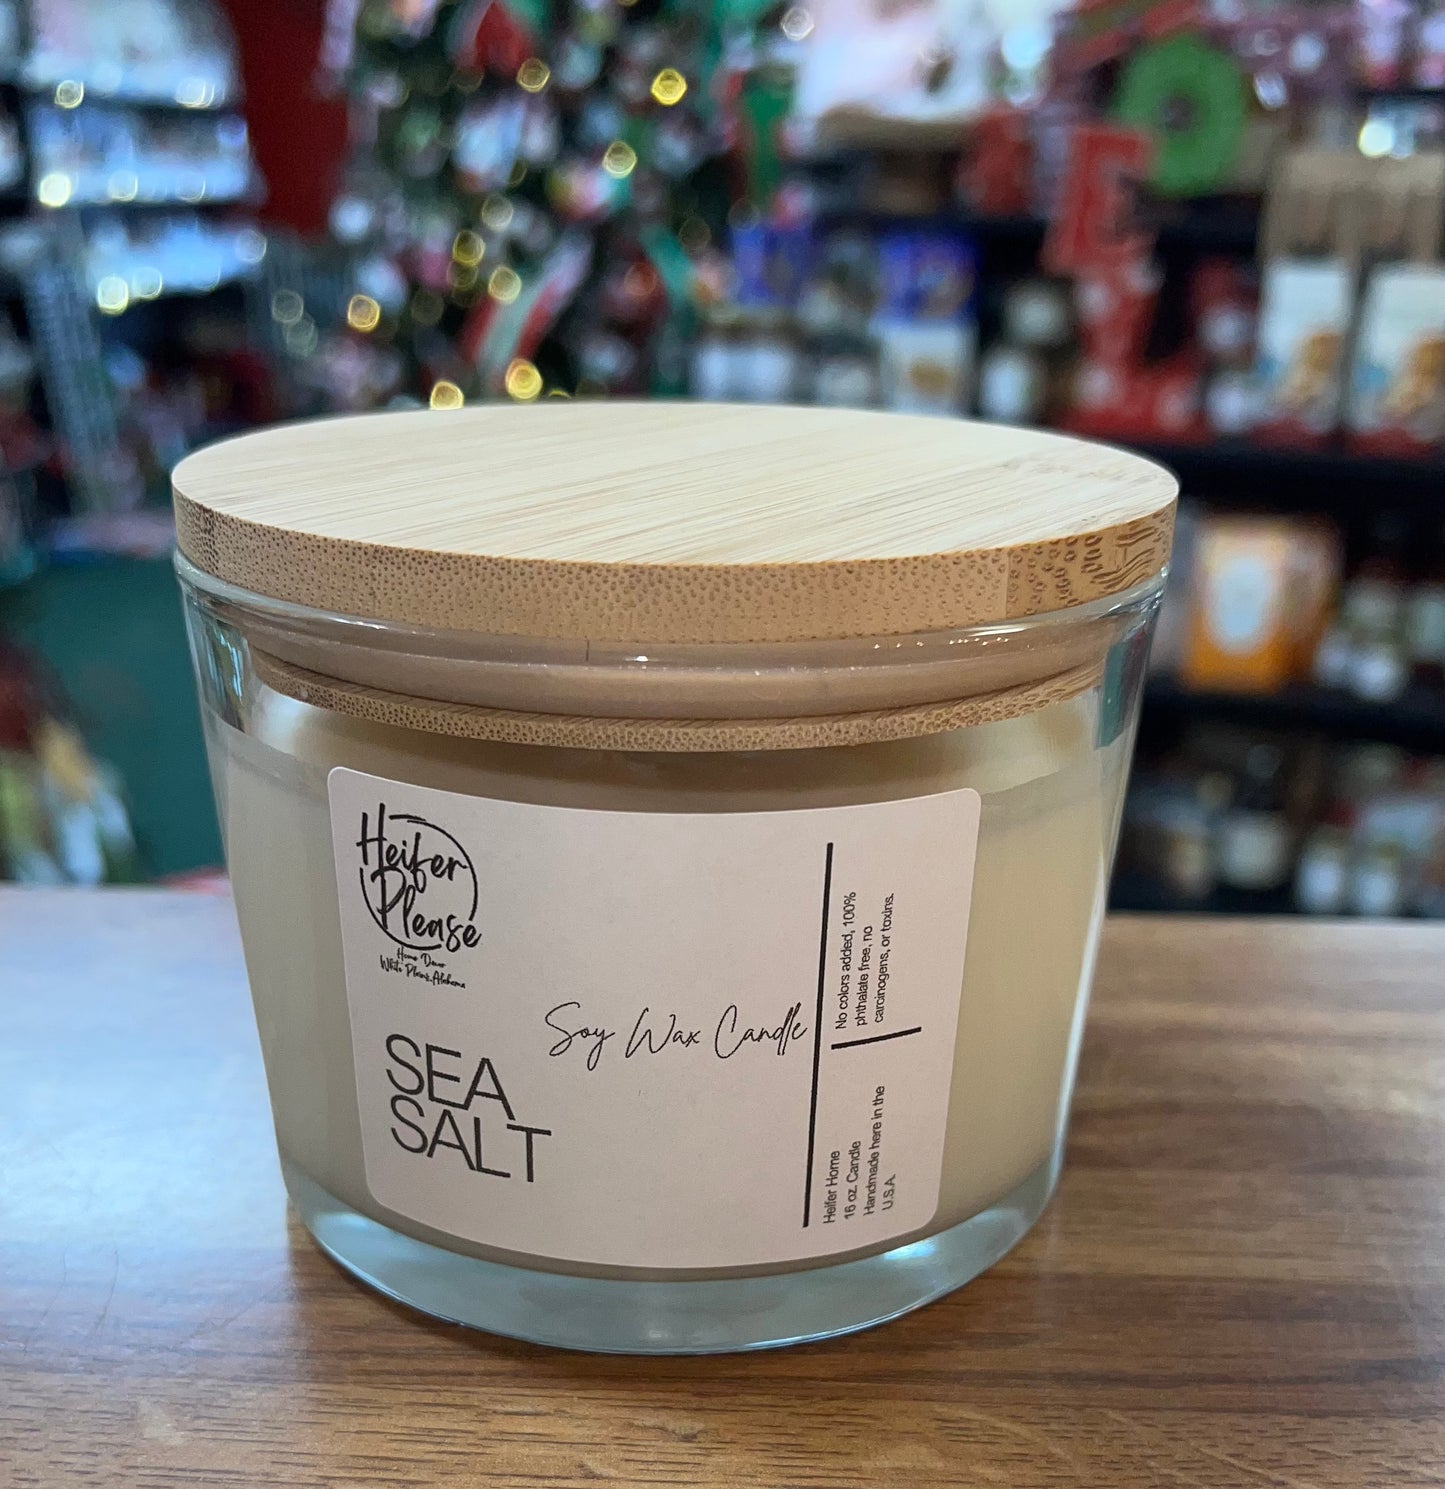 Heifer
Please
Home Decor
White Plains, Alabama
SEA
SALT
Soy Wax Candle
No colors added, 100%
phthalate free, no
carcinogens, or toxins.
Heifer Home
16 oz. Candle
Handmade here in the
U.S.A.